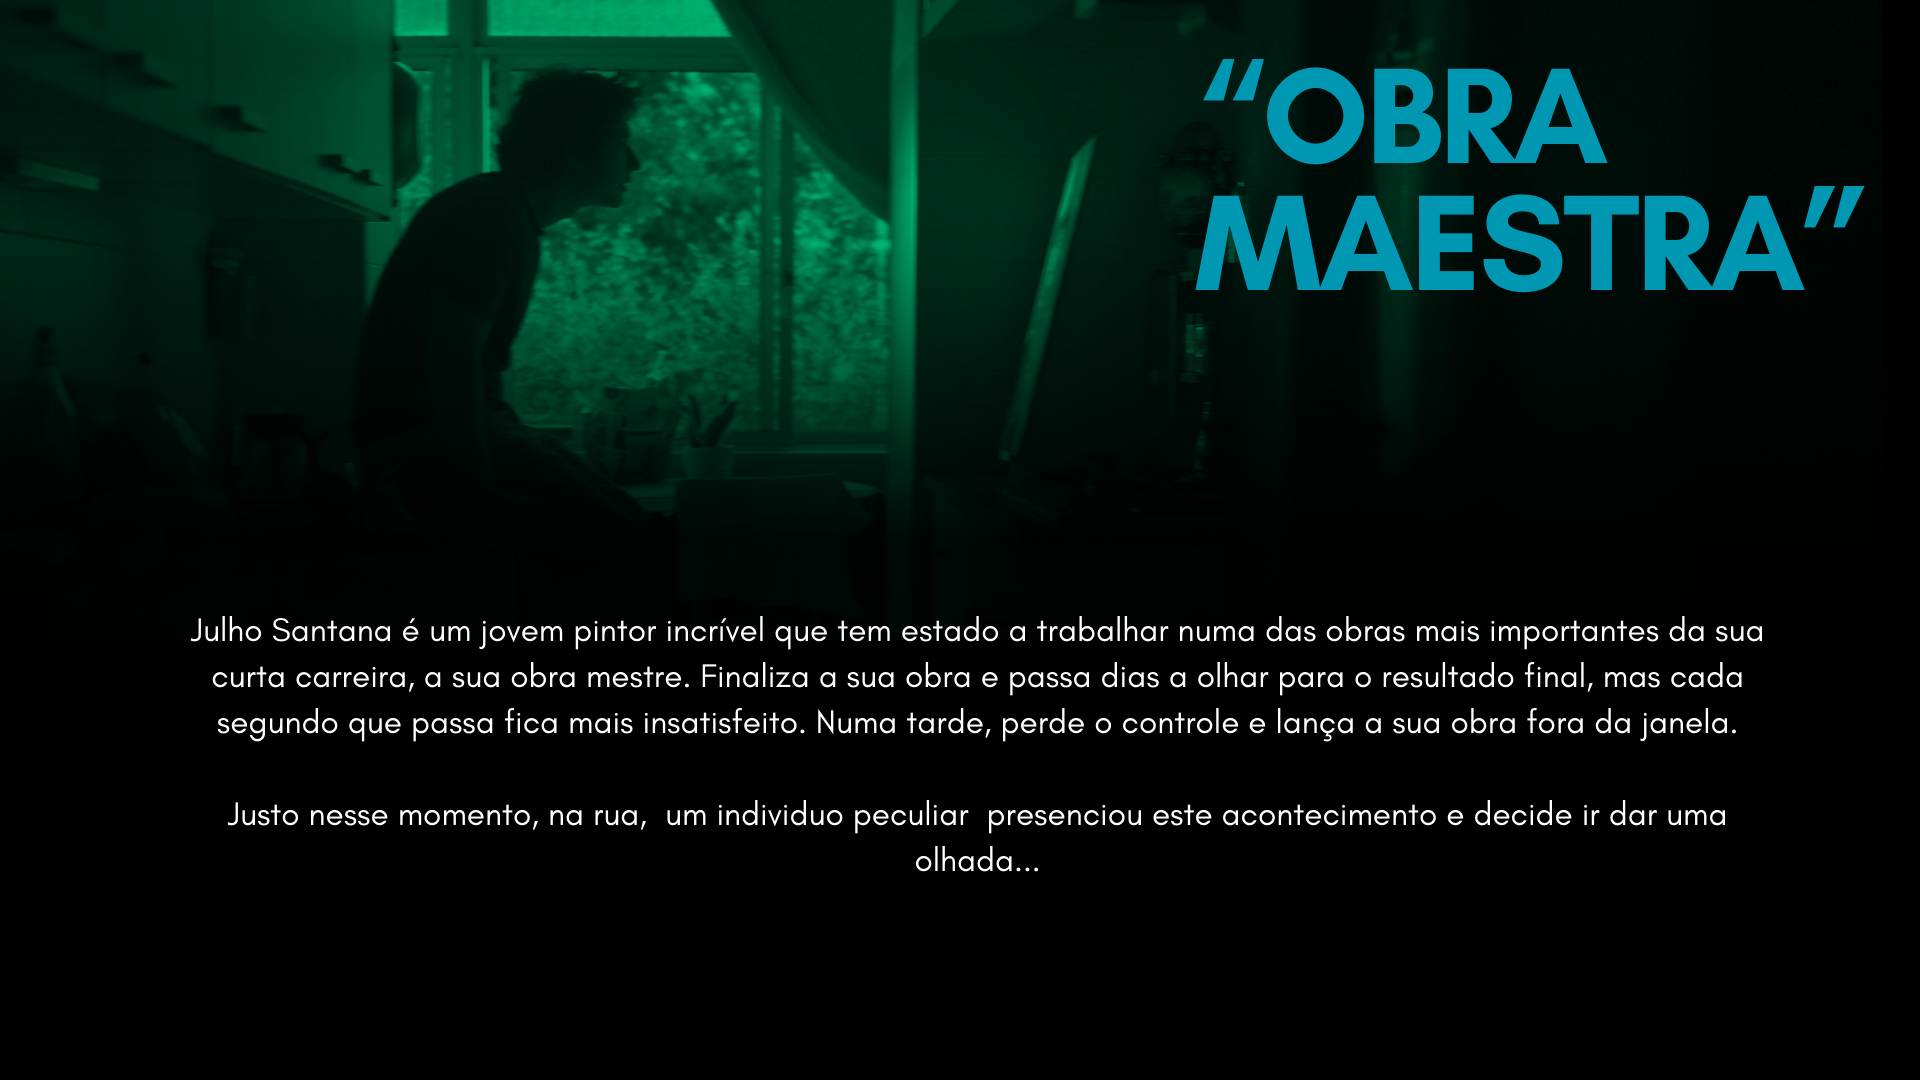 “OBRA
MAESTRA”
Julho Santana é um jovem pintor incrível que tem estado a trabalhar numa das obras mais importantes da sua
curta carreira, a sua obra mestre. Finaliza a sua obra e passa dias a olhar para o resultado final, mas cada
segundo que passa fica mais insatisfeito. Numa tarde, perde o controle e lança a sua obra fora da janela.
Justo nesse momento, na rua,  um individuo peculiar  presenciou este acontecimento e decide ir dar uma
olhada...